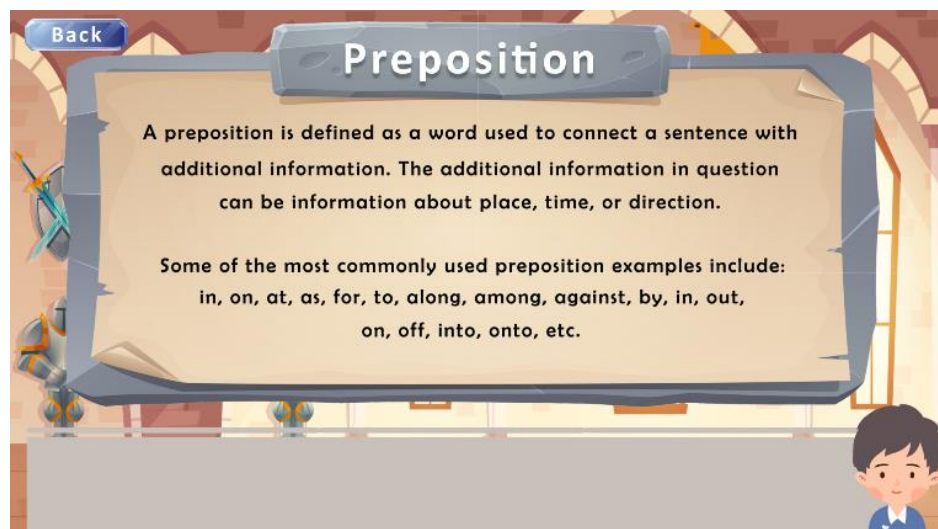 Back
Preposition
A preposition is defined as a word used to connect a sentence with
additional information. The additional information in question
can be information about place, time, or direction.
Some of the most commonly used preposition examples include:
in, on, at, as, for, to, along, among, against, by, in, out,
on, off, into, onto, etc.